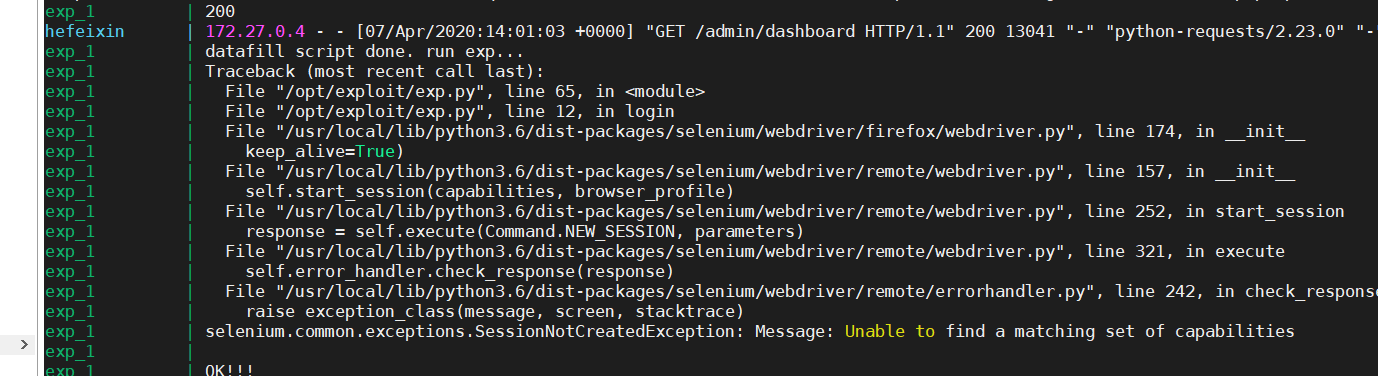 exp_1 | 200
hefeixin | 172.27.0.4 - - [07/Apr/2020:14:01:03 +0000] "GET /admin/dashboard HTTP/1.1" 200 13041 "-" "python-requests/2.23.0" "-"
exp_1 | datafill script done. run exp...
exp_1 | Traceback (most recent call last):
exp_1 |   File "/opt/exploit/exp.py", line 65, in <module>
exp_1 |   File "/opt/exploit/exp.py", line 12, in login
exp_1 |   File "/usr/local/lib/python3.6/dist-packages/selenium/webdriver/firefox/webdriver.py", line 174, in __init__
exp_1 |     keep_alive=True)
exp_1 |   File "/usr/local/lib/python3.6/dist-packages/selenium/webdriver/remote/webdriver.py", line 157, in __init__
exp_1 |     self.start_session(capabilities, browser_profile)
exp_1 |   File "/usr/local/lib/python3.6/dist-packages/selenium/webdriver/remote/webdriver.py", line 252, in start_session
exp_1 |     response = self.execute(Command.NEW_SESSION, parameters)
exp_1 |   File "/usr/local/lib/python3.6/dist-packages/selenium/webdriver/remote/webdriver.py", line 321, in execute
exp_1 |     self.error_handler.check_response(response)
exp_1 |   File "/usr/local/lib/python3.6/dist-packages/selenium/webdriver/remote/errorhandler.py", line 242, in check_response
exp_1 |     raise exception_class(message, screen, stacktrace)
exp_1 | selenium.common.exceptions.SessionNotCreatedException: Message: Unable to find a matching set of capabilities
exp_1 |
exp_1 | OK!!!